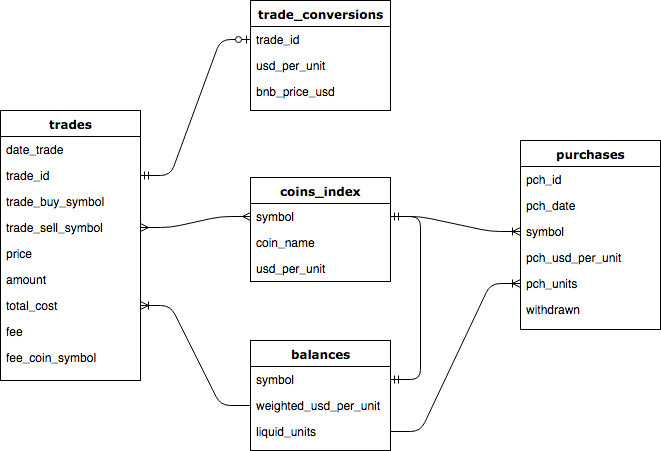 trade_conversions
trade_id
usd_per_unit
bnb_price_usd
trades
date_trade
trade_id
trade_buy_symbol
trade_sell_symbol
price
amount
total_cost
fee
fee_coin_symbol
coins_index
symbol
coin_name
usd_per_unit
purchases
pch_id
pch_date
symbol
pch_usd_per_unit
pch_units
withdrawn
balances
symbol
weighted_usd_per_unit
liquid_units